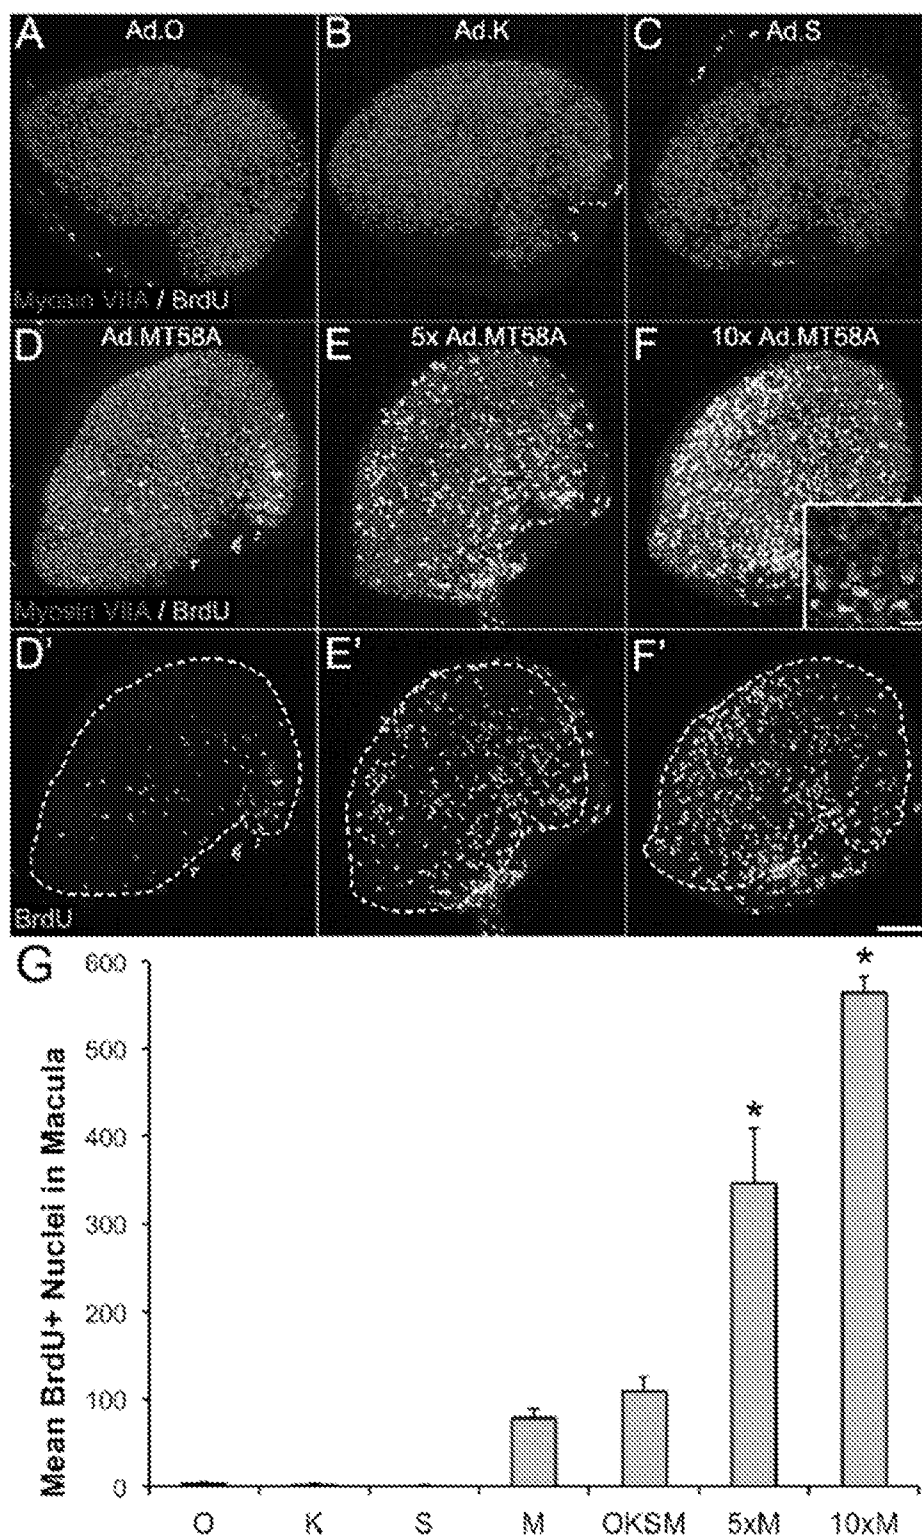 A Ad.O
B Ad.K
C Ad.S
Myosin VIIA / BrdU
D Ad.MT58A
E 5x Ad.MT58A
F 10x Ad.MT58A
Myosin VIIA / BrdU
D'
E'
F'
BrdU
G
Mean BrdU+ Nuclei in Macula
600
500
400
300
200
100
0
*
*
O K S M OKSM 5xM 10xM